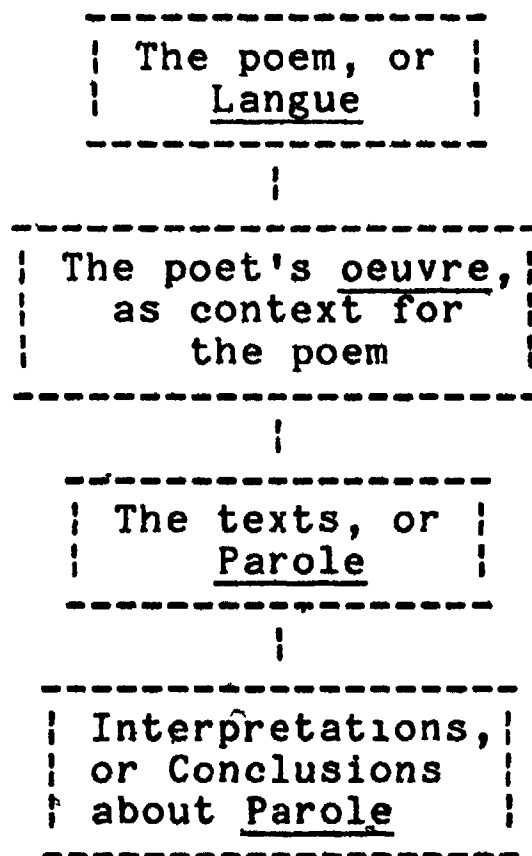 The poem, or
Langue
The poet's oeuvre,
as context for
the poem
The texts, or
Parole
Interpretations,
or Conclusions
about Parole